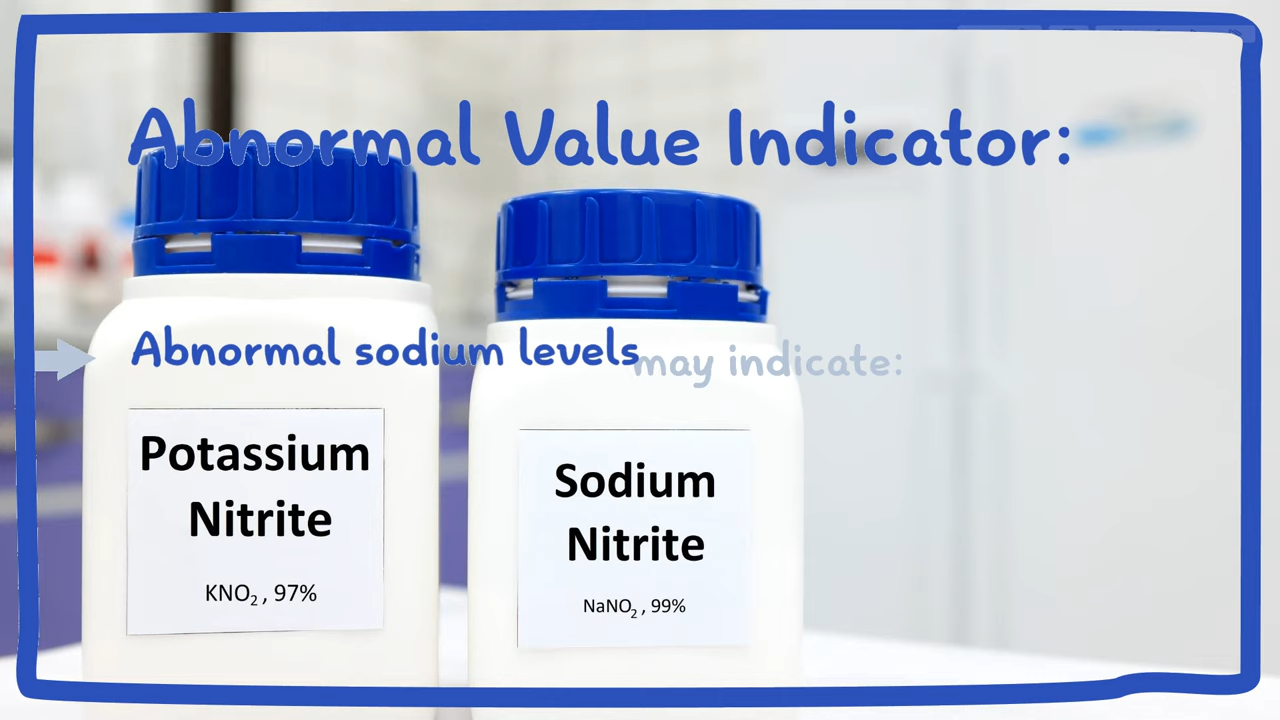 Abnormal Value Indicator:
Abnormal sodium levels may indicate:
Potassium
Nitrite
KNO₂, 97%
Sodium
Nitrite
NaNO₂, 99%